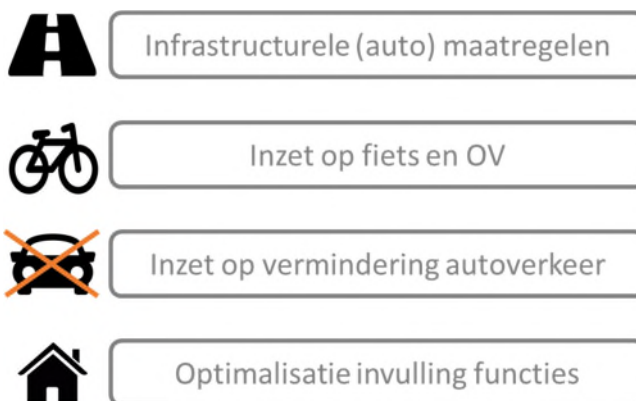 Infrastructurele (auto) maatregelen
Inzet op fiets en OV
Inzet op vermindering autoverkeer
Optimalisatie invulling functies